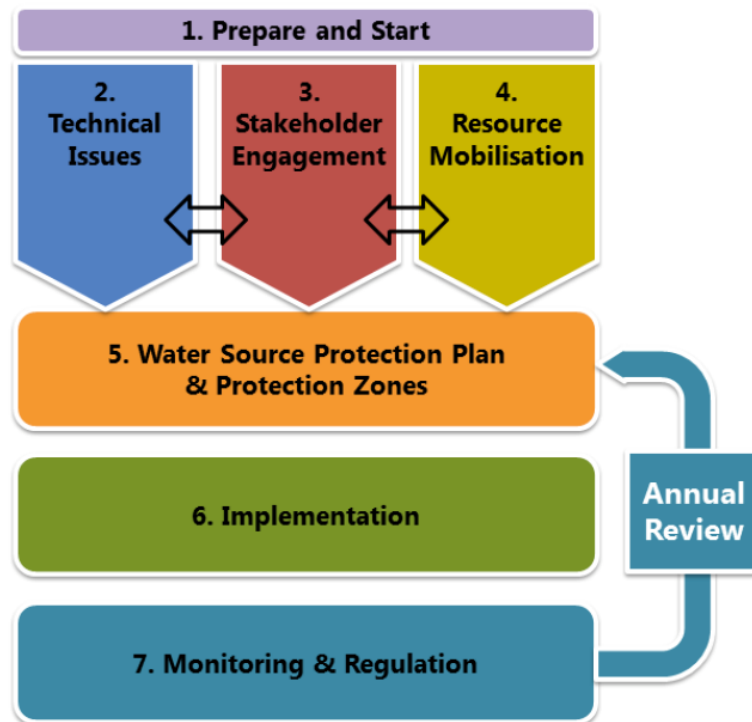 1. Prepare and Start
2.
Technical
Issues
3.
Stakeholder
Engagement
4.
Resource
Mobilisation
5. Water Source Protection Plan
& Protection Zones
6. Implementation
Annual
Review
7. Monitoring & Regulation